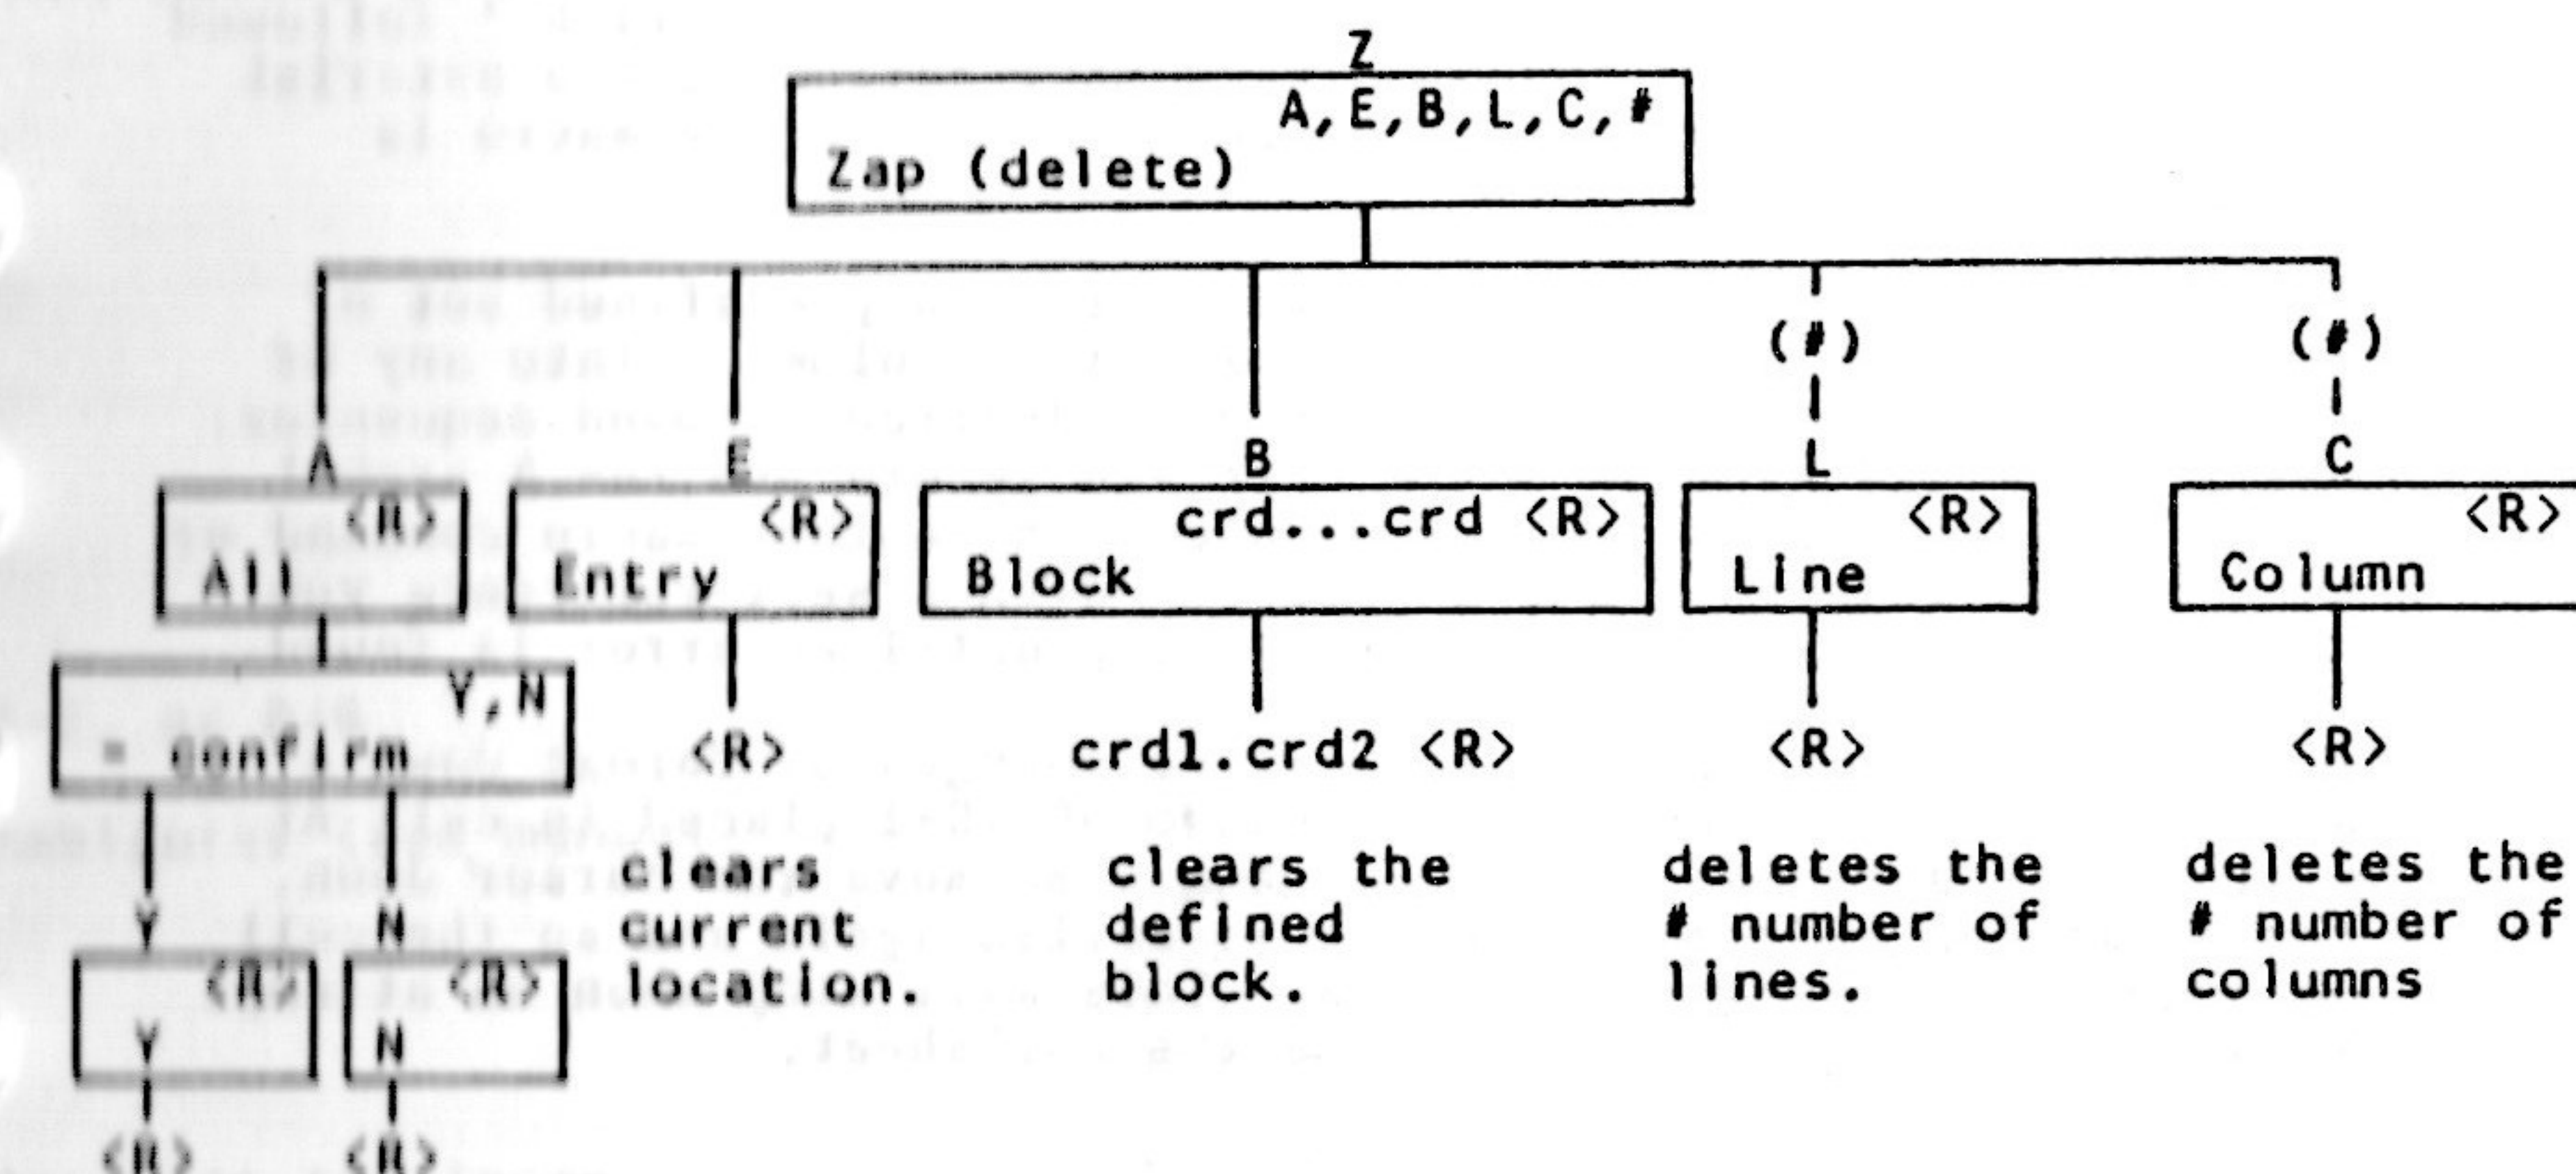 Z
A,E,B,L,C,#
Zap (delete)
(#) (#)
A E B L C
<R> <R> crd...crd <R> <R> <R>
All Entry Block Line Column
Y,N
= confirm
<R> crd1.crd2 <R> <R> <R>
clears clears the deletes the deletes the
Y N current defined # number of # number of
<R> <R> location. block. lines. columns
Y N
<R> <R>